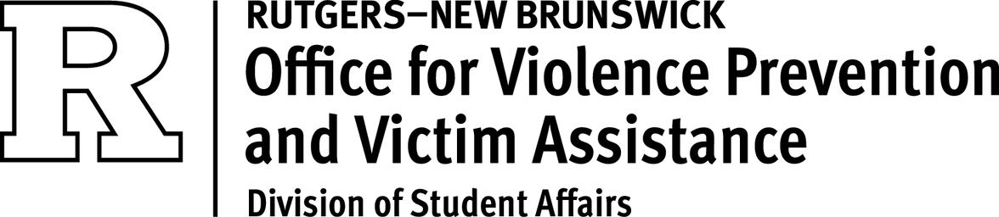 R
RUTGERS–NEW BRUNSWICK
Office for Violence Prevention
and Victim Assistance
Division of Student Affairs